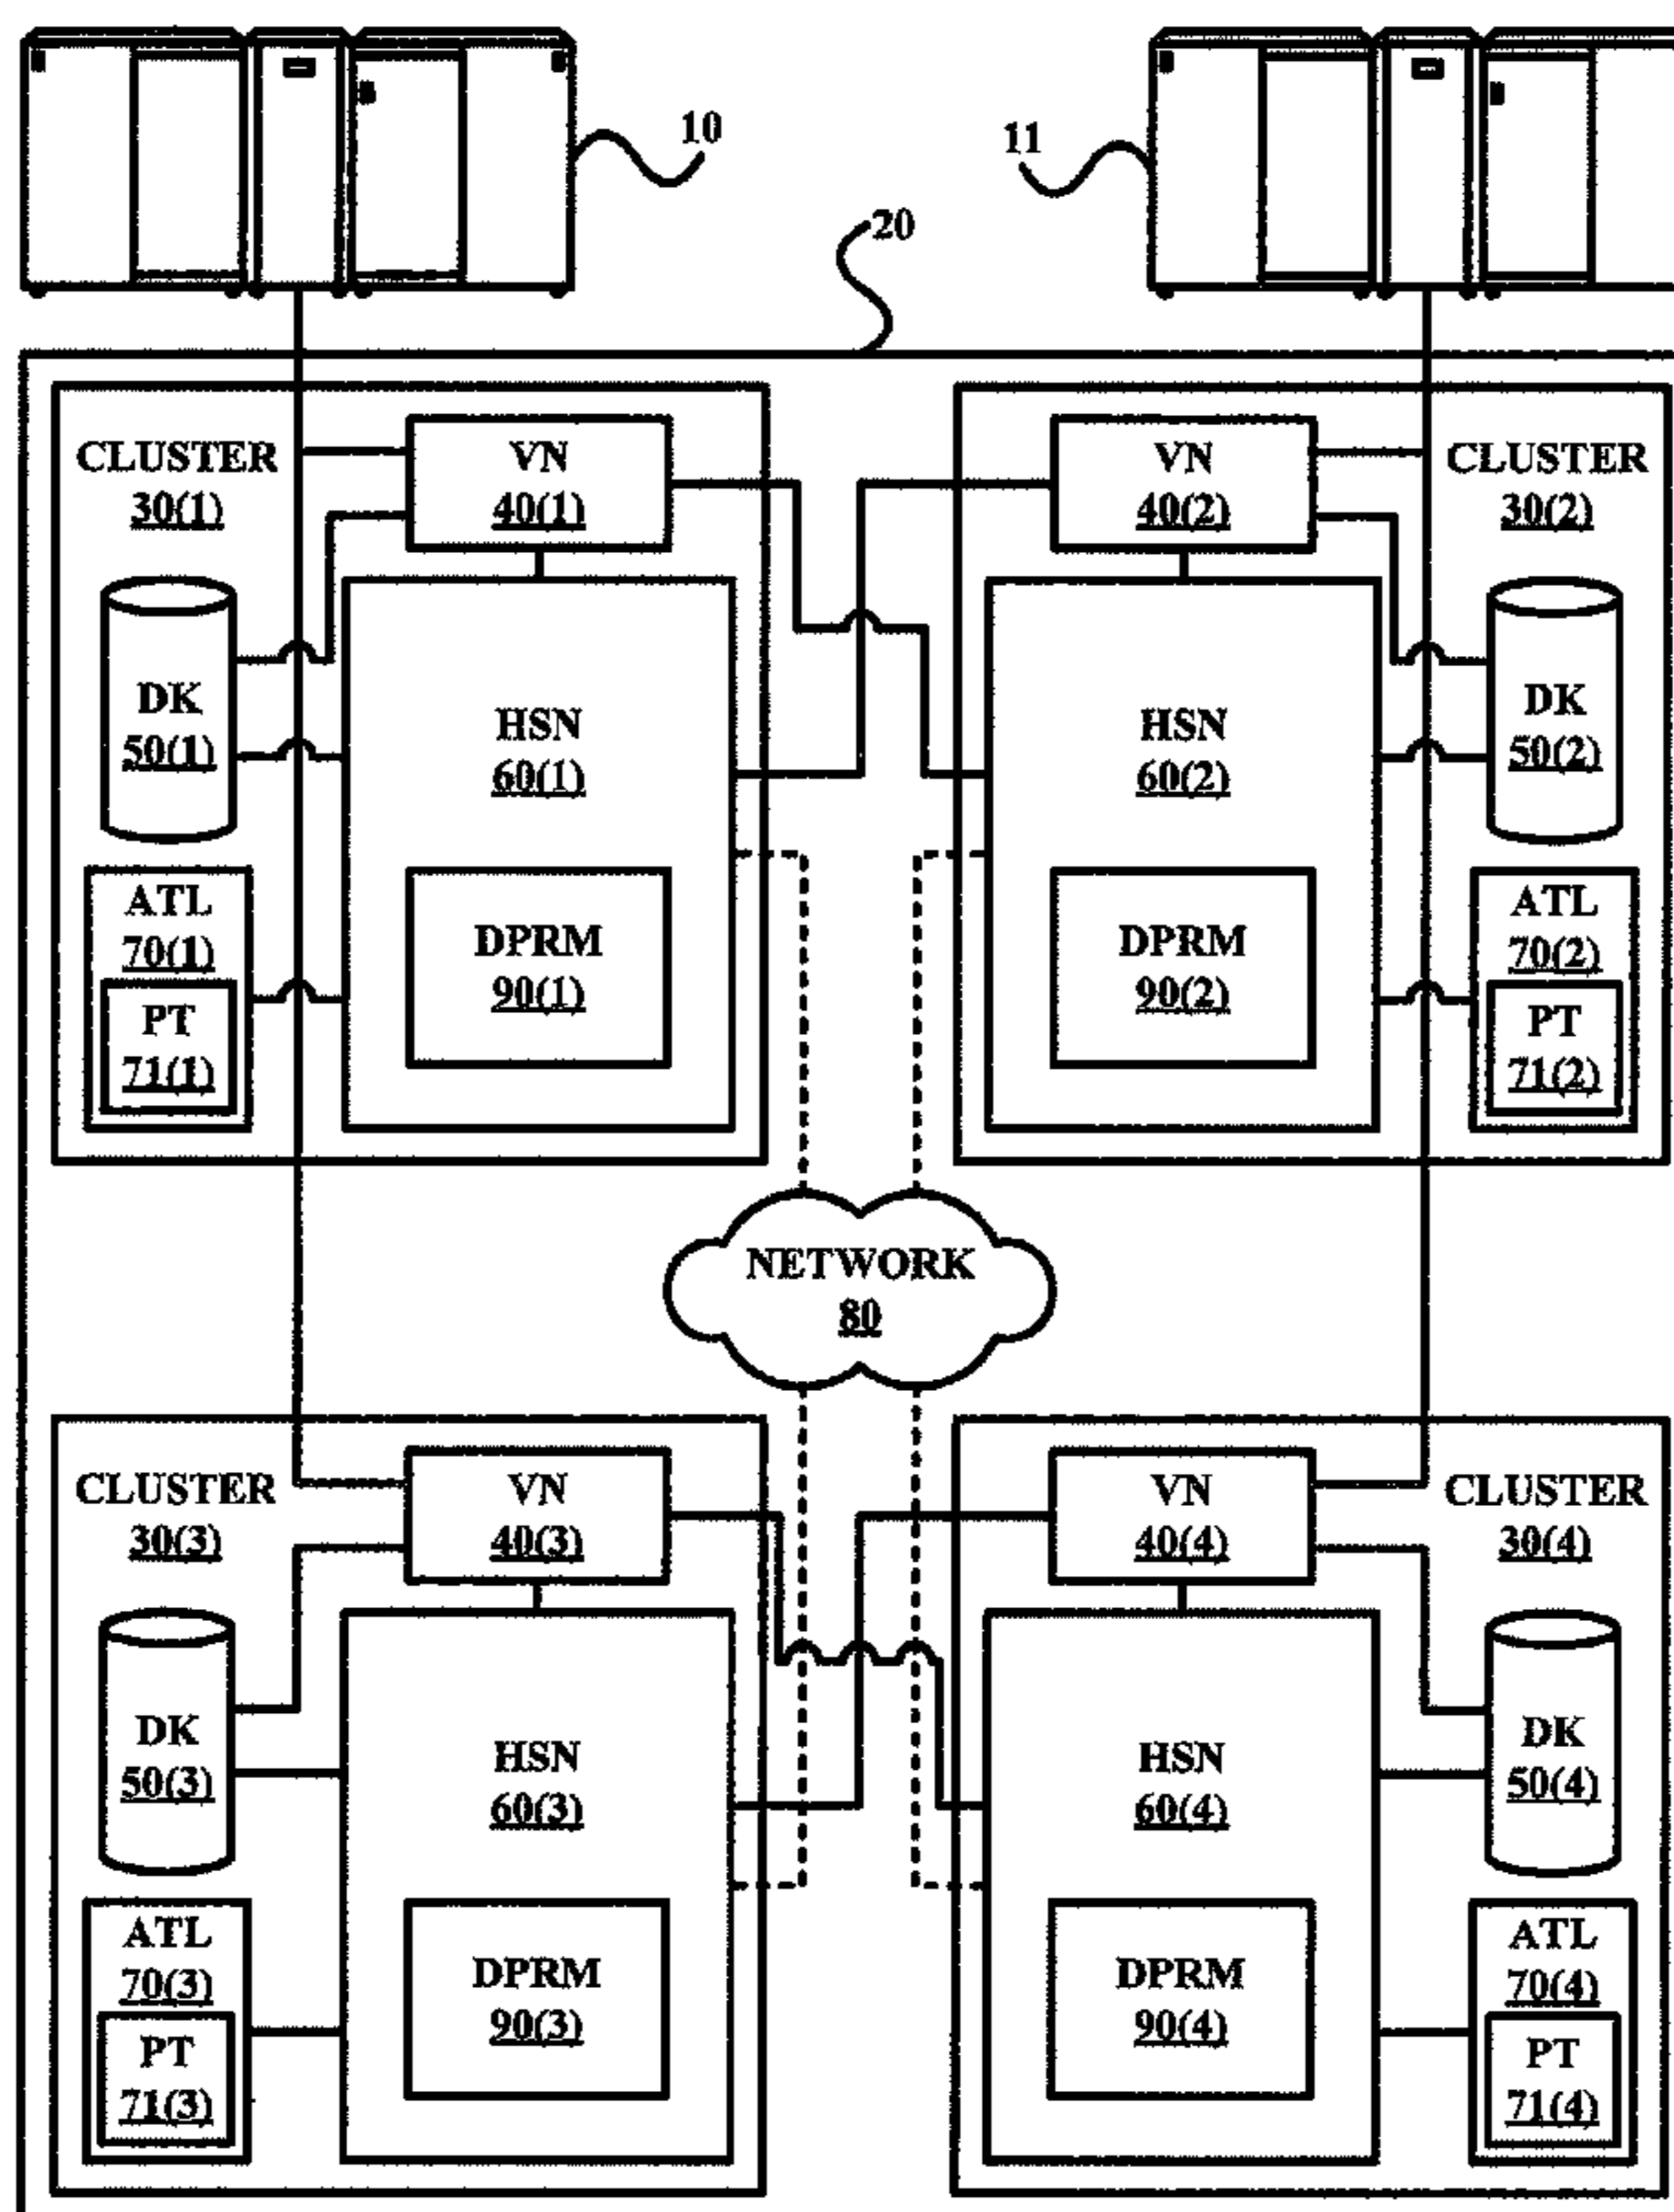 10
11
20
CLUSTER
30(1)
VN
40(1)
DK
50(1)
HSN
60(1)
ATL
70(1)
PT
71(1)
DPRM
90(1)
VN
40(2)
CLUSTER
30(2)
HSN
60(2)
DK
50(2)
DPRM
90(2)
ATL
70(2)
PT
71(2)
NETWORK
80
CLUSTER
30(3)
VN
40(3)
DK
50(3)
HSN
60(3)
ATL
70(3)
PT
71(3)
DPRM
90(3)
VN
40(4)
CLUSTER
30(4)
HSN
60(4)
DK
50(4)
DPRM
90(4)
ATL
70(4)
PT
71(4)